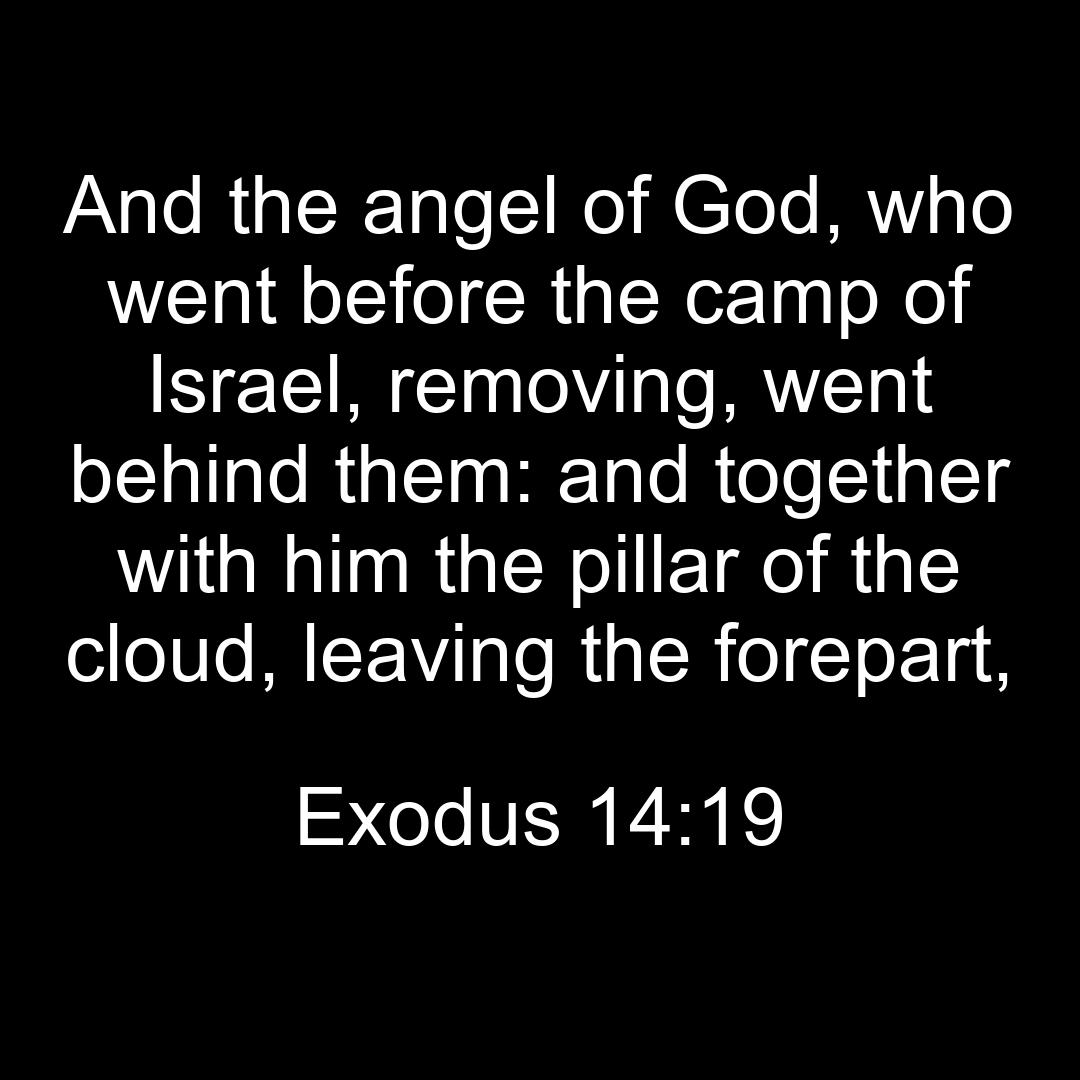 And the angel of God, who
went before the camp of
Israel, removing, went
behind them: and together
with him the pillar of the
cloud, leaving the forepart,
Exodus 14:19